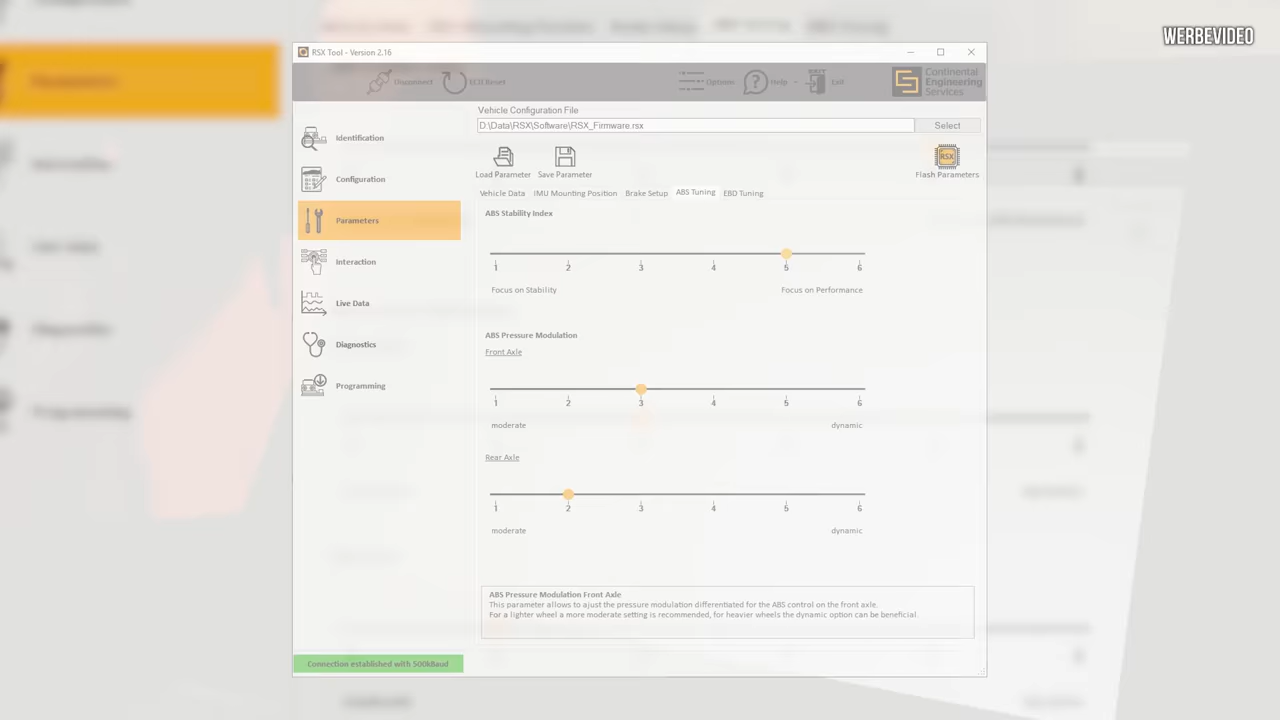 WERBEVIDEO
RSX Tool - Version 2.16
Disconnect
ECU Reset
Options
Help
EXIT
Exit
Continental
Engineering
Services
Vehicle Configuration File
D:\Data\RSX\Software\RSX_Firmware.rsx
Select
Identification
Configuration
Parameters
Interaction
Live Data
Diagnostics
Programming
Load Parameter
Save Parameter
RSX
Flash Parameters
Vehicle Data
IMU Mounting Position
Brake Setup
ABS Tuning
EBD Tuning
ABS Stability Index
1 2 3 4 5 6
Focus on Stability
Focus on Performance
ABS Pressure Modulation
Front Axle
1 2 3 4 5 6
moderate
dynamic
Rear Axle
1 2 3 4 5 6
moderate
dynamic
ABS Pressure Modulation Front Axle
This parameter allows to ajust the pressure modulation differentiated for the ABS control on the front axle.
For a lighter wheel a more moderate setting is recommended, for heavier wheels the dynamic option can be beneficial.
Connection established with 500kBaud